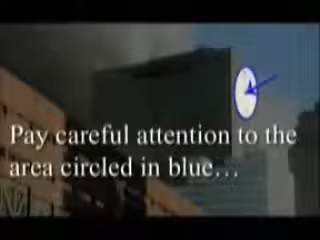 Pay careful attention to the
area circled in blue…